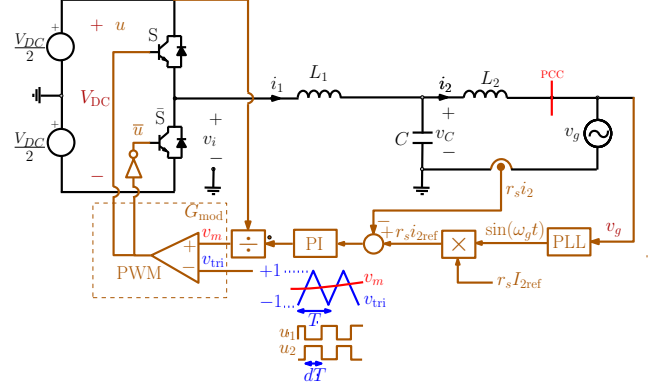 + u
S
V_DC/2
+
V_DC
i_1
L_1
i_2
L_2
PCC
S̄
ū
+
v_i
−
+
C
v_C
−
v_g
V_DC/2
+
−
r_s i_2
G_mod
v_m
+
÷
PI
−
+ r_s i_2ref
×
sin(ω_g t)
PLL
v_g
v_tri
−
PWM
+1
v_m
r_s I_2ref
−1
v_tri
T
u_1
u_2
dT